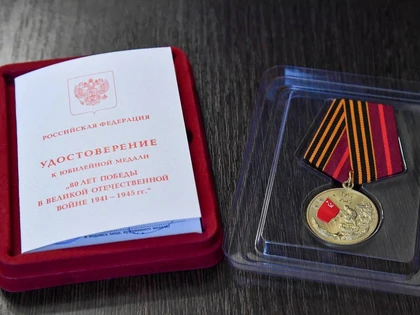 РОССИЙСКАЯ ФЕДЕРАЦИЯ
УДОСТОВЕРЕНИЕ
К ЮБИЛЕЙНОЙ МЕДАЛИ
"80 ЛЕТ ПОБЕДЫ
В ВЕЛИКОЙ ОТЕЧЕСТВЕННОЙ
ВОЙНЕ 1941 – 1945 гг."